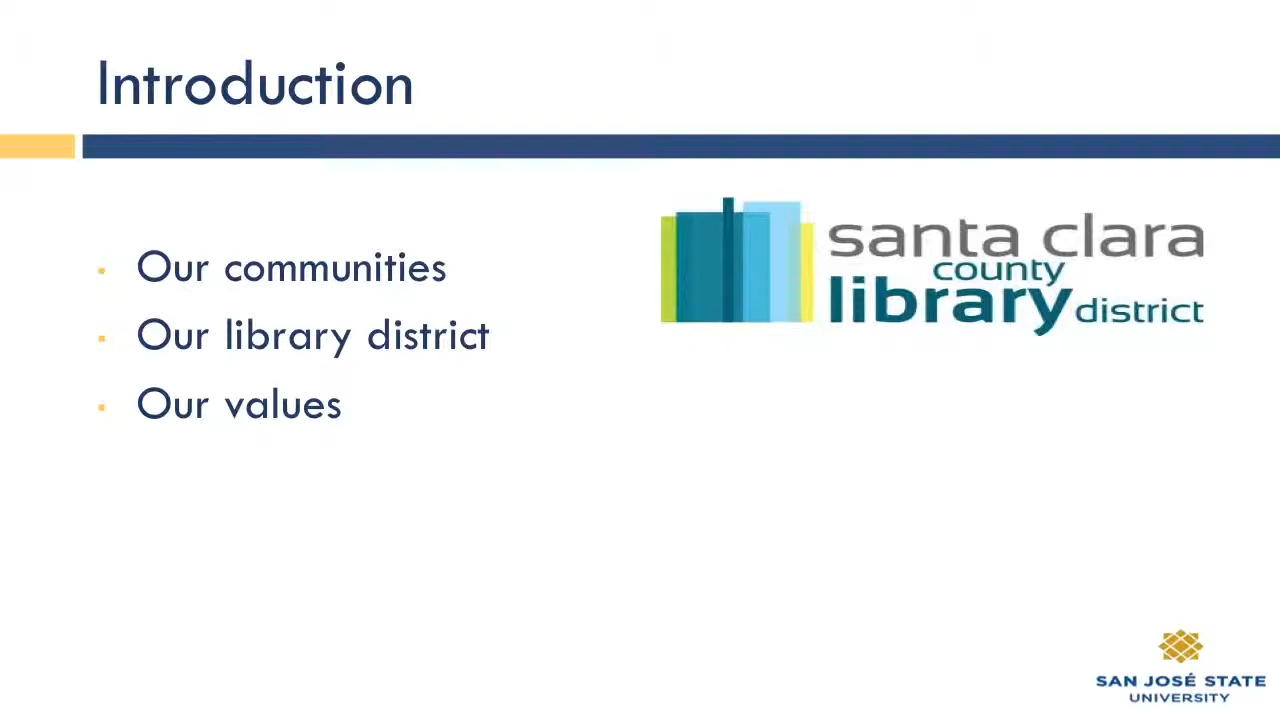 Introduction
Our communities
Our library district
Our values
santa clara
county
library district
SAN JOSÉ STATE
UNIVERSITY